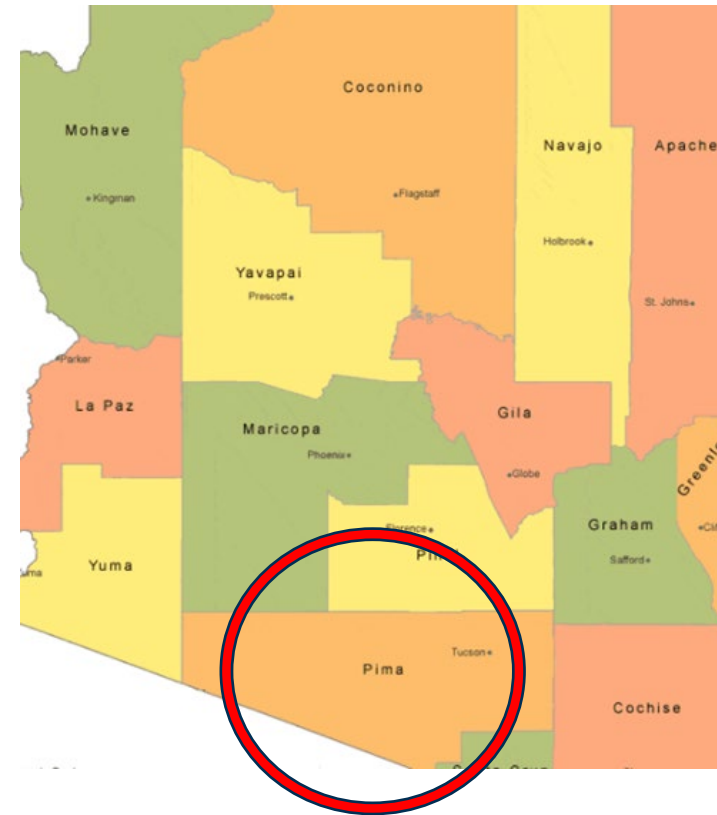 Coconino
Mohave
Navajo
Apache
Kingman
Flagstaff
Holbrook
Yavapai
Prescott
St. Johns
Parker
La Paz
Gila
Maricopa
Phoenix
Globe
Florence
Graham
Yuma
Safford
Tucson
Pima
Cochise